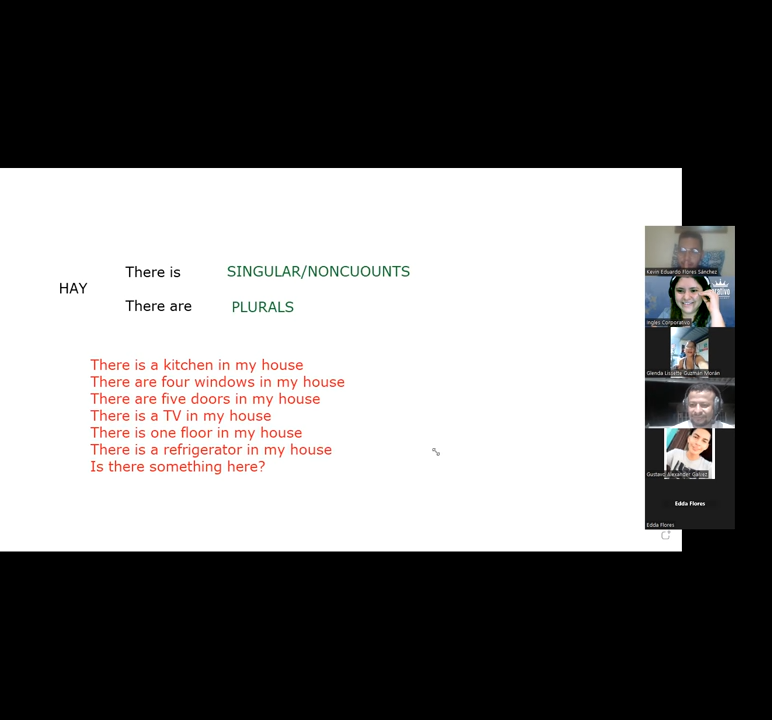 There is SINGULAR/NONCUOUNTS
HAY
There are PLURALS
There is a kitchen in my house
There are four windows in my house
There are five doors in my house
There is a TV in my house
There is one floor in my house
There is a refrigerator in my house
Is there something here?
Kevin Eduardo Flores Sánchez
Ingles Corporativo
Glenda Lissette Guzmán Morán
Edda Flores
Edda Flores